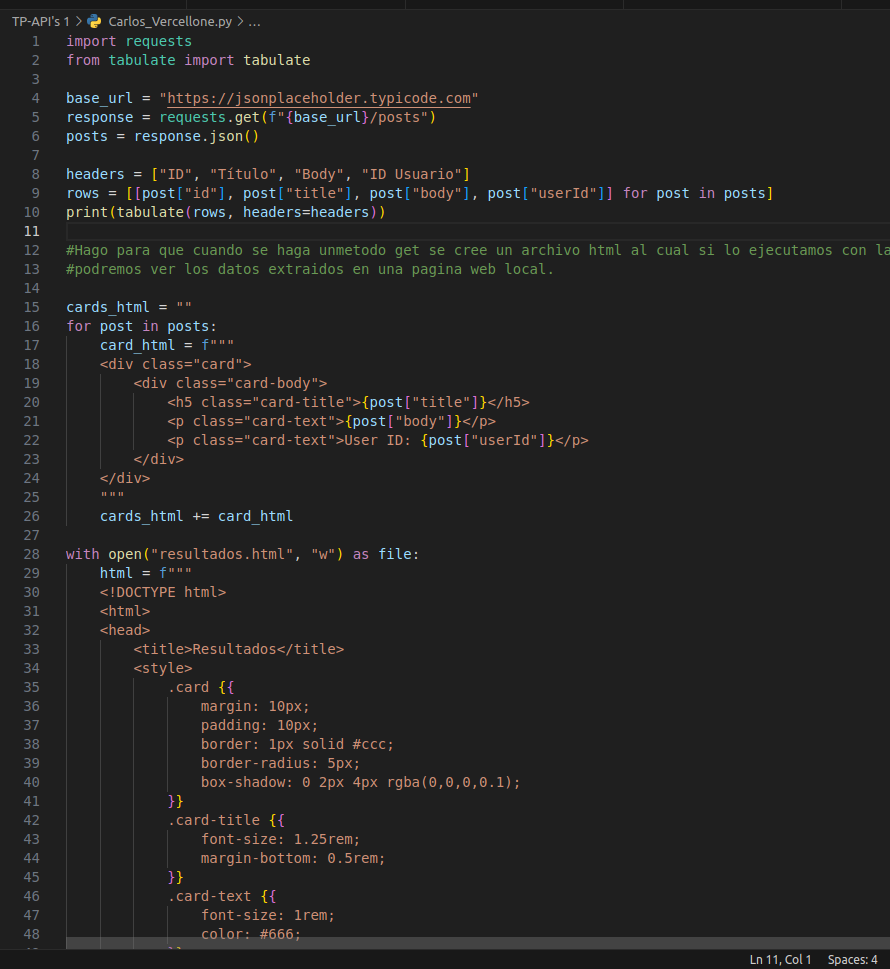 TP-API's 1 > Carlos_Vercellone.py > ...
1 import requests
2 from tabulate import tabulate
3
4 base_url = "https://jsonplaceholder.typicode.com"
5 response = requests.get(f"{base_url}/posts")
6 posts = response.json()
7
8 headers = ["ID", "Título", "Body", "ID Usuario"]
9 rows = [[post["id"], post["title"], post["body"], post["userId"]] for post in posts]
10 print(tabulate(rows, headers=headers))
11
12 #Hago para que cuando se haga unmetodo get se cree un archivo html al cual si lo ejecutamos con la
13 #podremos ver los datos extraidos en una pagina web local.
14
15 cards_html = ""
16 for post in posts:
17     card_html = f"""
18     <div class="card">
19         <div class="card-body">
20             <h5 class="card-title">{post["title"]}</h5>
21             <p class="card-text">{post["body"]}</p>
22             <p class="card-text">User ID: {post["userId"]}</p>
23         </div>
24     </div>
25     """
26     cards_html += card_html
27
28 with open("resultados.html", "w") as file:
29     html = f"""
30     <!DOCTYPE html>
31     <html>
32     <head>
33         <title>Resultados</title>
34         <style>
35             .card {{
36                 margin: 10px;
37                 padding: 10px;
38                 border: 1px solid #ccc;
39                 border-radius: 5px;
40                 box-shadow: 0 2px 4px rgba(0,0,0,0.1);
41             }}
42             .card-title {{
43                 font-size: 1.25rem;
44                 margin-bottom: 0.5rem;
45             }}
46             .card-text {{
47                 font-size: 1rem;
48                 color: #666;
Ln 11, Col 1 Spaces: 4